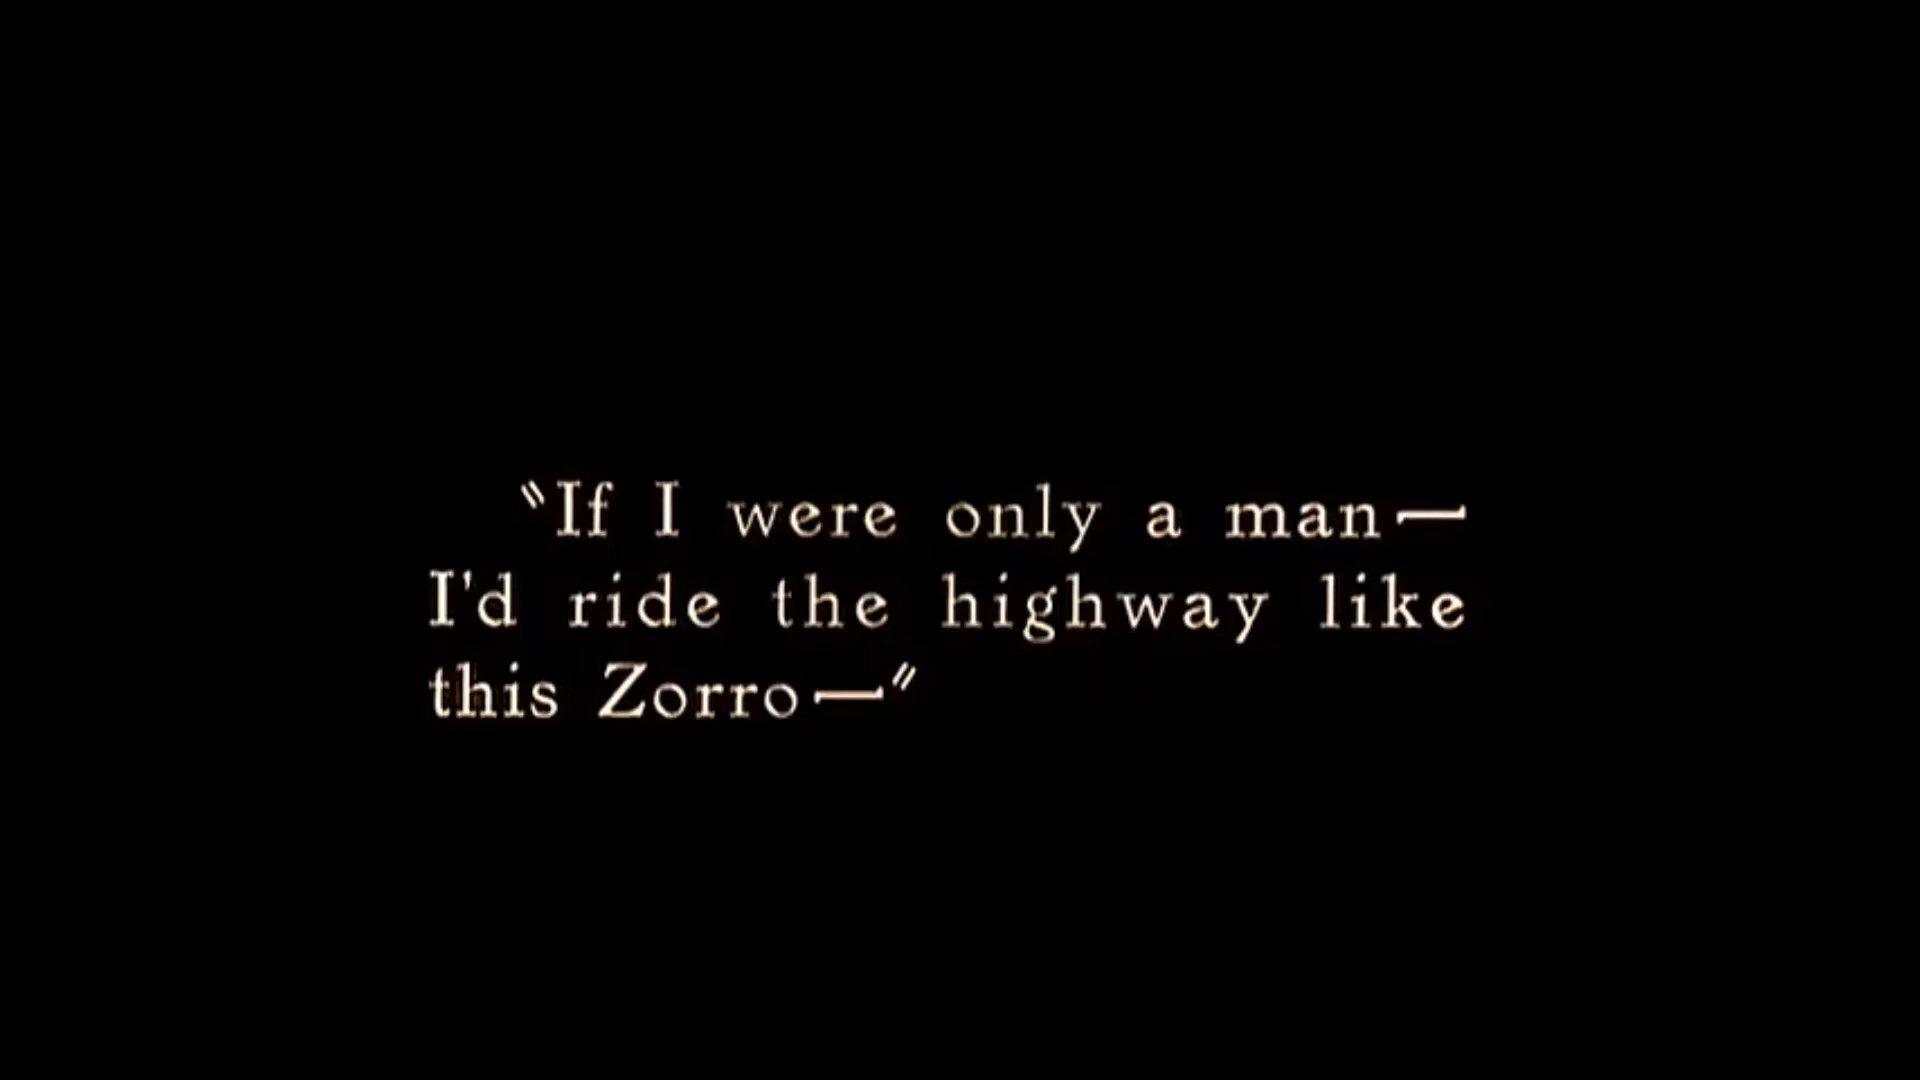 "If I were only a man—
I'd ride the highway like
this Zorro—"